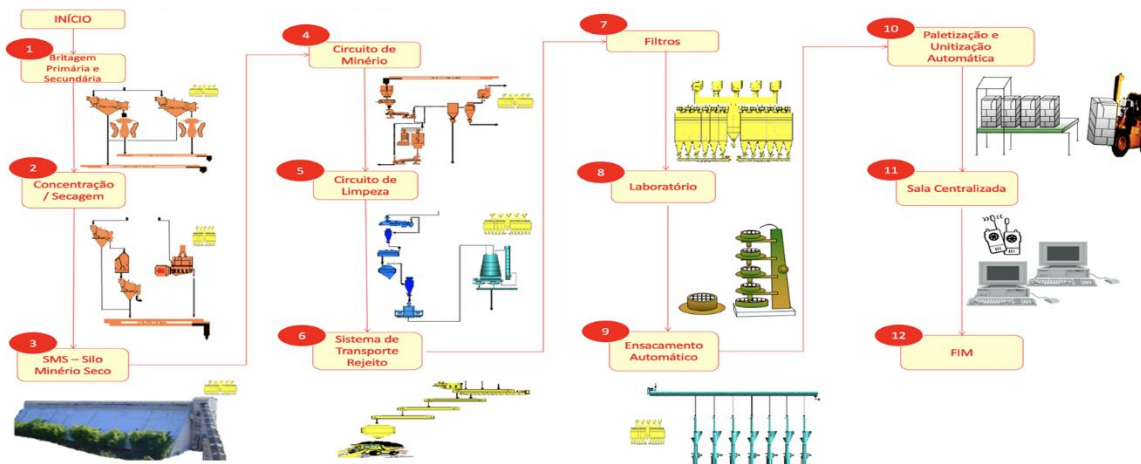 INÍCIO
1
Britagem
Primária e
Secundária
2
Concentração
/ Secagem
3
SMS – Silo
Minério Seco
4
Circuito de
Minério
5
Circuito de
Limpeza
6
Sistema de
Transporte
Rejeito
7
Filtros
8
Laboratório
9
Ensacamento
Automático
10
Paletização e
Unitização
Automática
11
Sala Centralizada
12
FIM